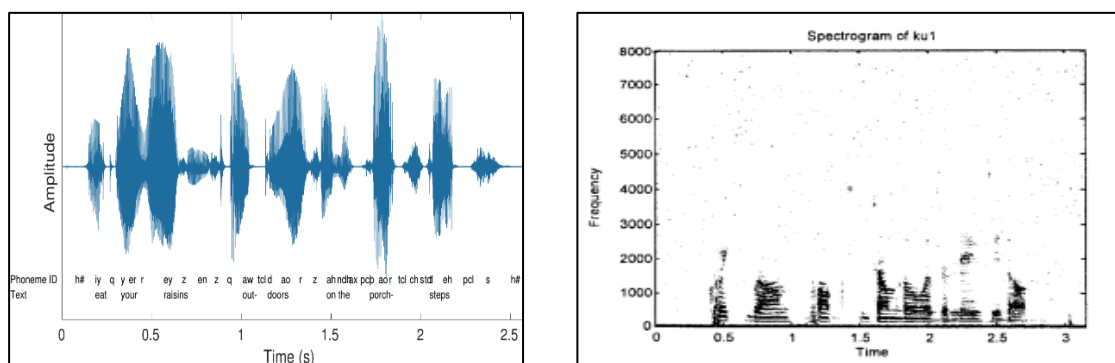 Amplitude
Phoneme ID h# iy q y er r ey z en z q aw tcl d ao r z ah ndh ax pcb ao r tcl ch s tcl eh pcl s h#
Text eat your raisins out- doors on the porch- steps
0 0.5 1 1.5 2 2.5
Time (s)
Spectrogram of ku1
Frequency
8000
7000
6000
5000
4000
3000
2000
1000
0
0 0.5 1 1.5 2 2.5 3
Time